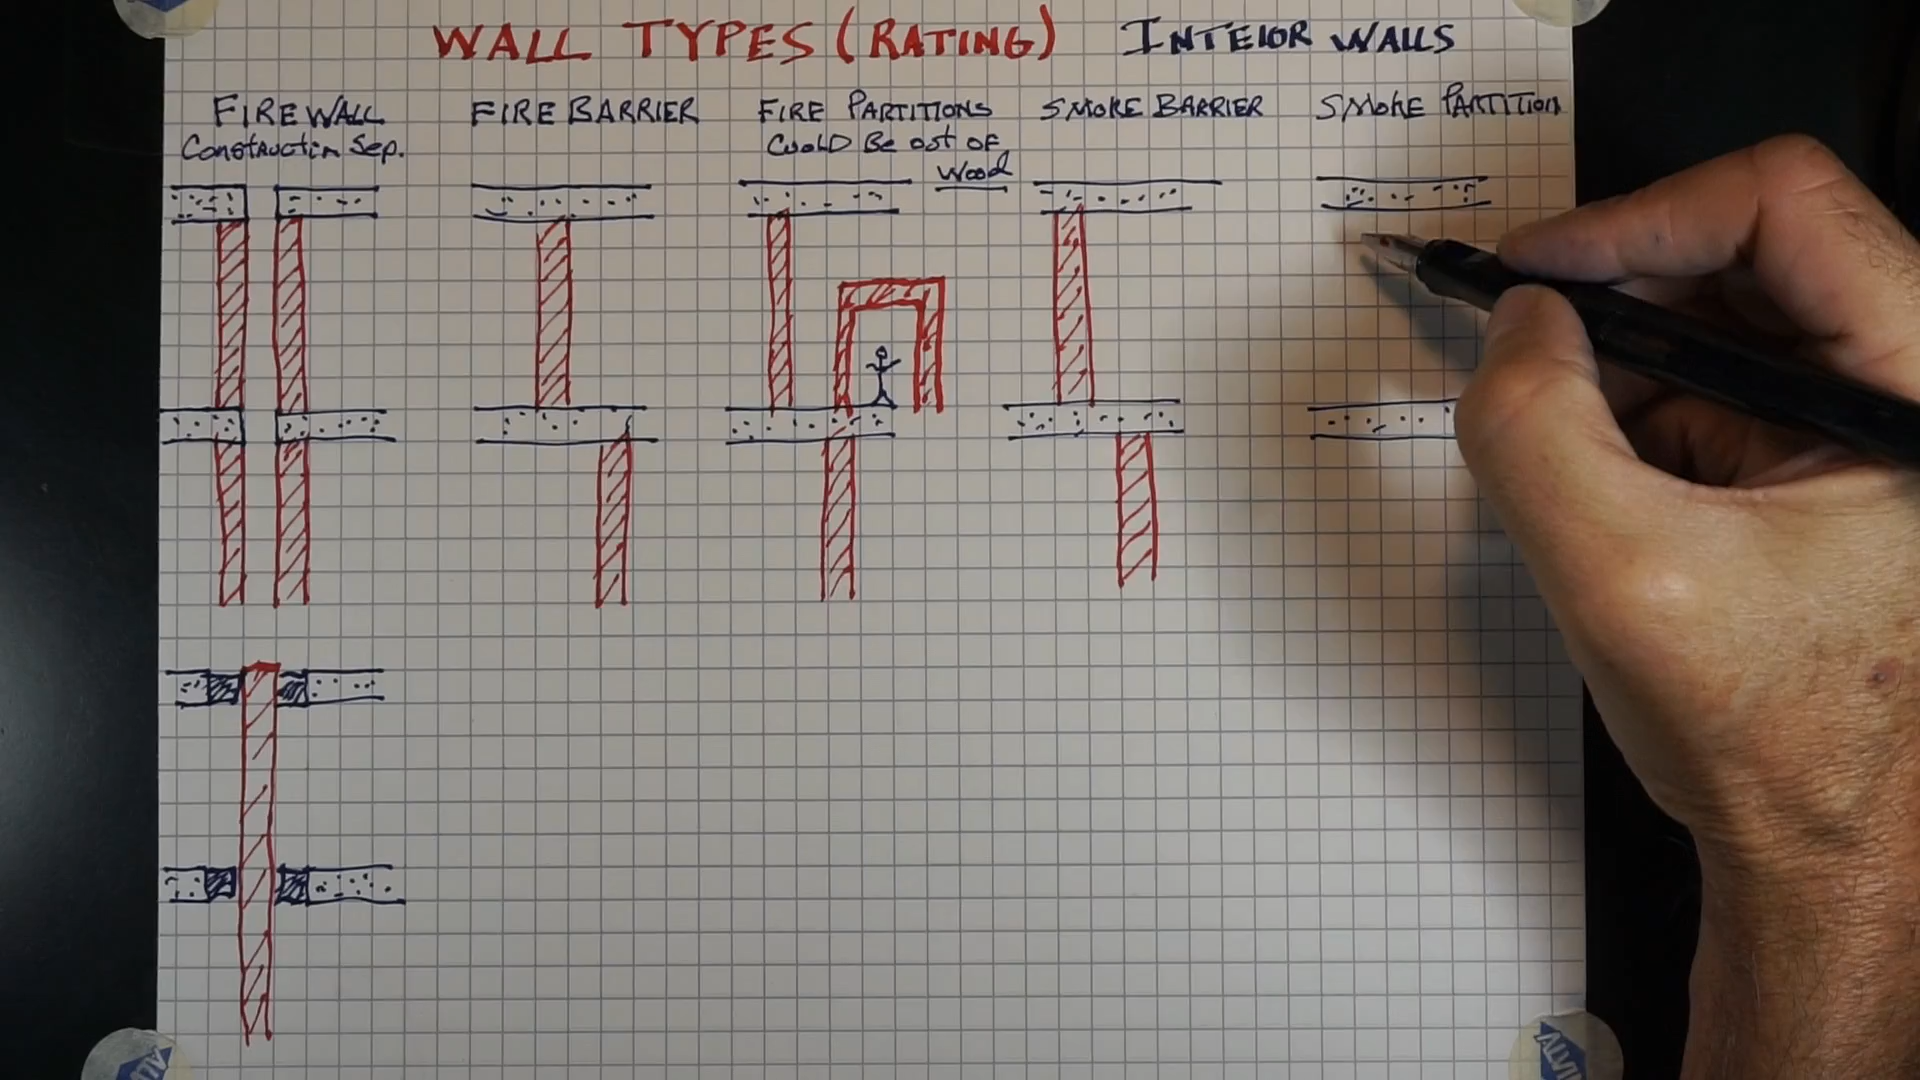 WALL TYPES (RATING) INTEIOR WALLS
FIRE WALL
Construction Sep.
FIRE BARRIER
FIRE PARTITIONS
COULD BE OUT OF
WOOD
SMOKE BARRIER
SMOKE PARTITION